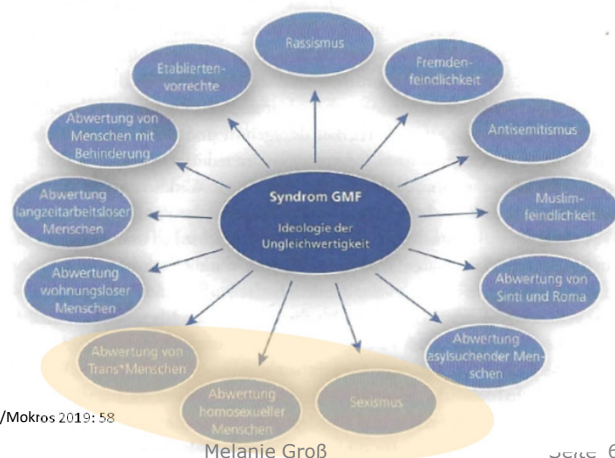 Rassismus
Fremden-
feindlichkeit
Antisemitismus
Muslim-
feindlichkeit
Abwertung von
Sinti und Roma
Abwertung
asylsuchender Men-
schen
Sexismus
Abwertung
homosexueller
Menschen
Abwertung von
Trans*Menschen
Abwertung
wohnungsloser
Menschen
Abwertung
langzeitarbeitsloser
Menschen
Abwertung von
Menschen mit
Behinderung
Etablierten-
vorrechte
Syndrom GMF
Ideologie der
Ungleichwertigkeit
/Mokros 2019: 58
Melanie Groß
Seite 6